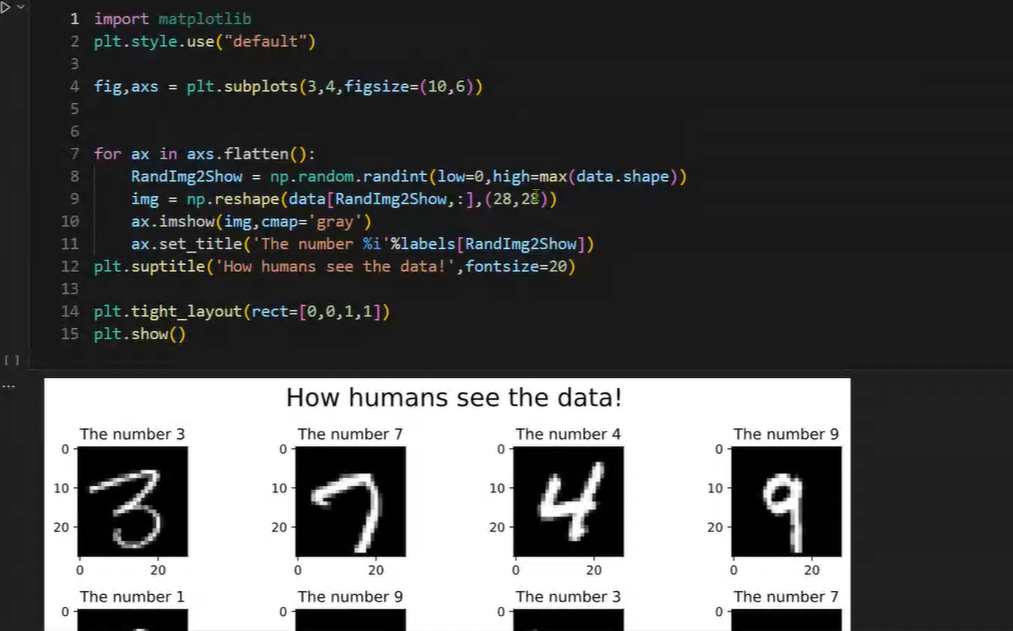 1 import matplotlib
2 plt.style.use("default")
3
4 fig,axs = plt.subplots(3,4,figsize=(10,6))
5
6
7 for ax in axs.flatten():
8 RandImg2Show = np.random.randint(low=0,high=max(data.shape))
9 img = np.reshape(data[RandImg2Show,:],(28,28))
10 ax.imshow(img,cmap='gray')
11 ax.set_title('The number %i'%labels[RandImg2Show])
12 plt.suptitle('How humans see the data!',fontsize=20)
13
14 plt.tight_layout(rect=[0,0,1,1])
15 plt.show()
[ ]
...
How humans see the data!
The number 3 The number 7 The number 4 The number 9
0 0 0 0
3 7 4 9
10 10 10 10
20 20 20 20
0 20 0 20 0 20 0 20
The number 1 The number 9 The number 3 The number 7
0 0 0 0